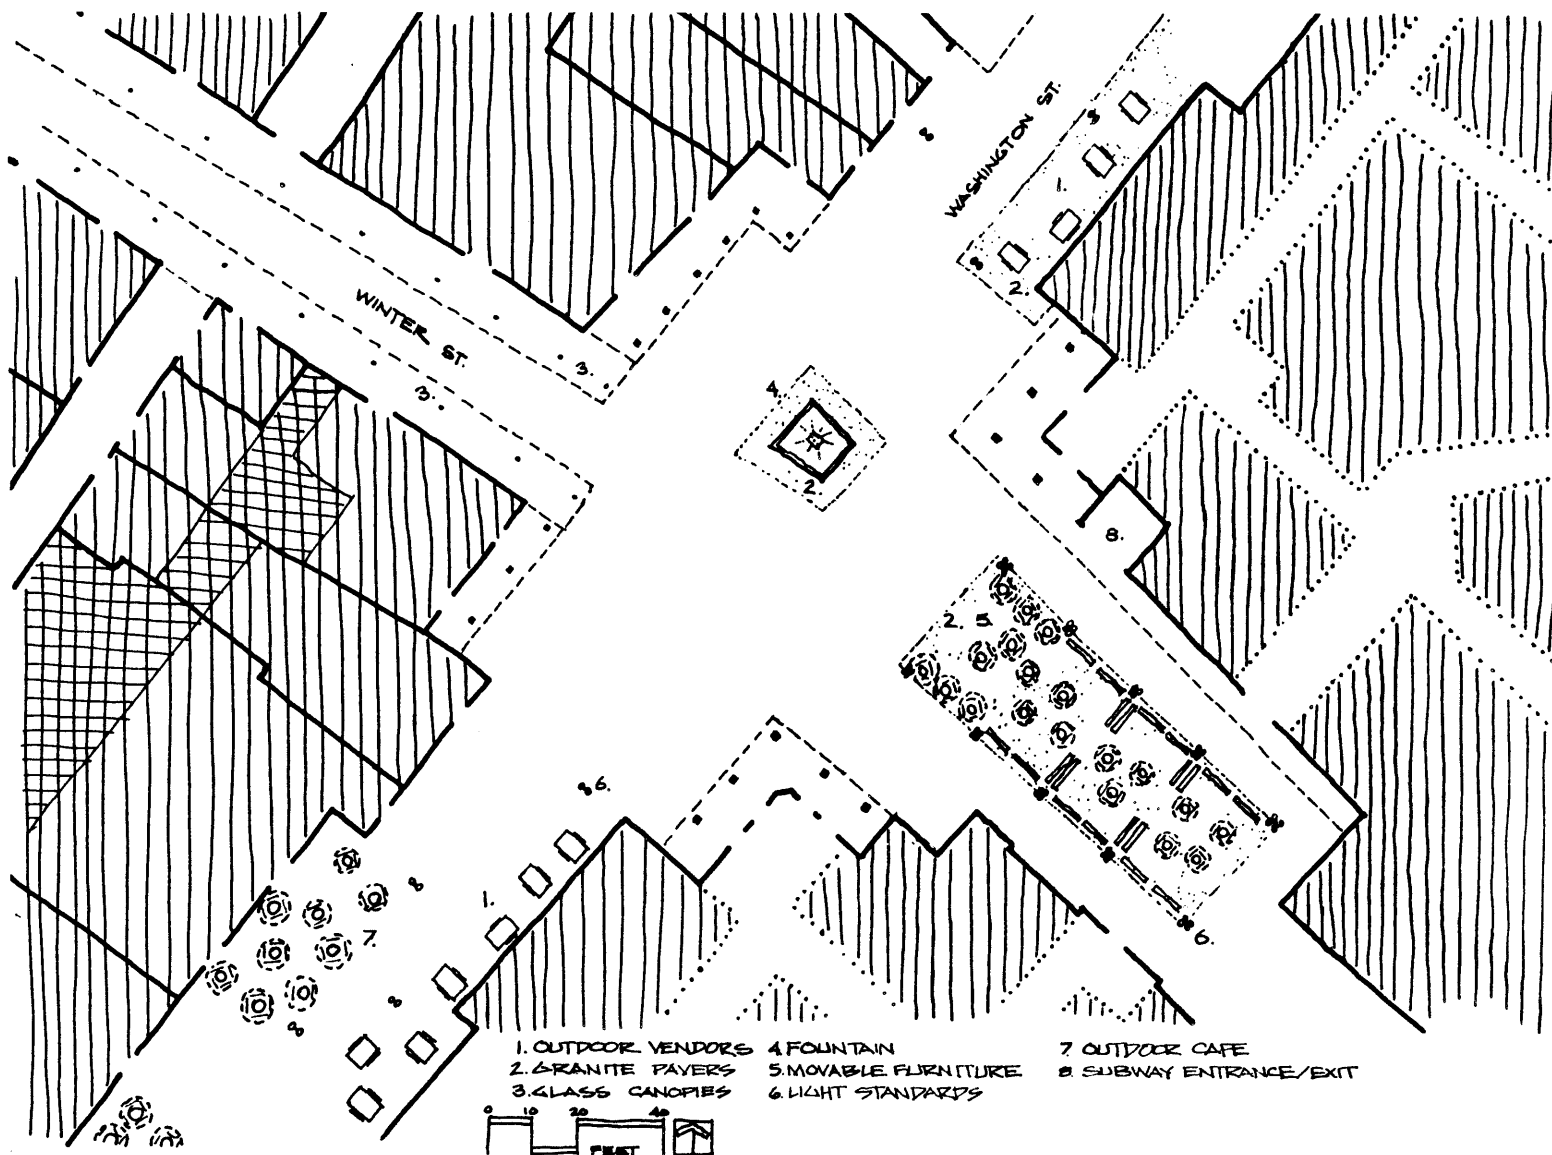 WASHINGTON ST.
3
1.
2.
WINTER ST.
3.
3.
4.
2
8.
2. 5.
6.
1.
7.
6.
1. OUTDOOR VENDORS 4. FOUNTAIN 7. OUTDOOR CAFE
2. GRANITE PAVERS 5. MOVABLE FURNITURE 8. SUBWAY ENTRANCE/EXIT
3. GLASS CANOPIES 6. LIGHT STANDARDS
0 10 20 40
FEET